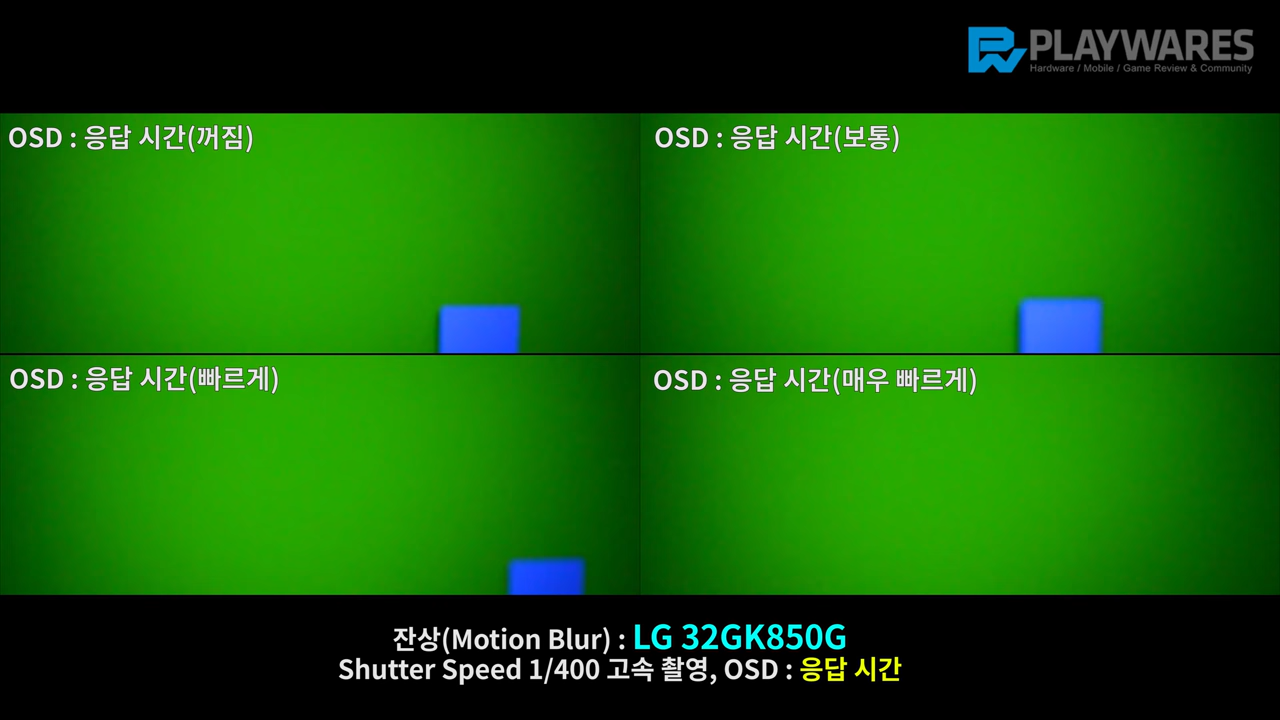 PLAYWARES
Hardware / Mobile / Game Review & Community
OSD : 응답 시간(꺼짐)
OSD : 응답 시간(보통)
OSD : 응답 시간(빠르게)
OSD : 응답 시간(매우 빠르게)
잔상(Motion Blur) : LG 32GK850G
Shutter Speed 1/400 고속 촬영, OSD : 응답 시간